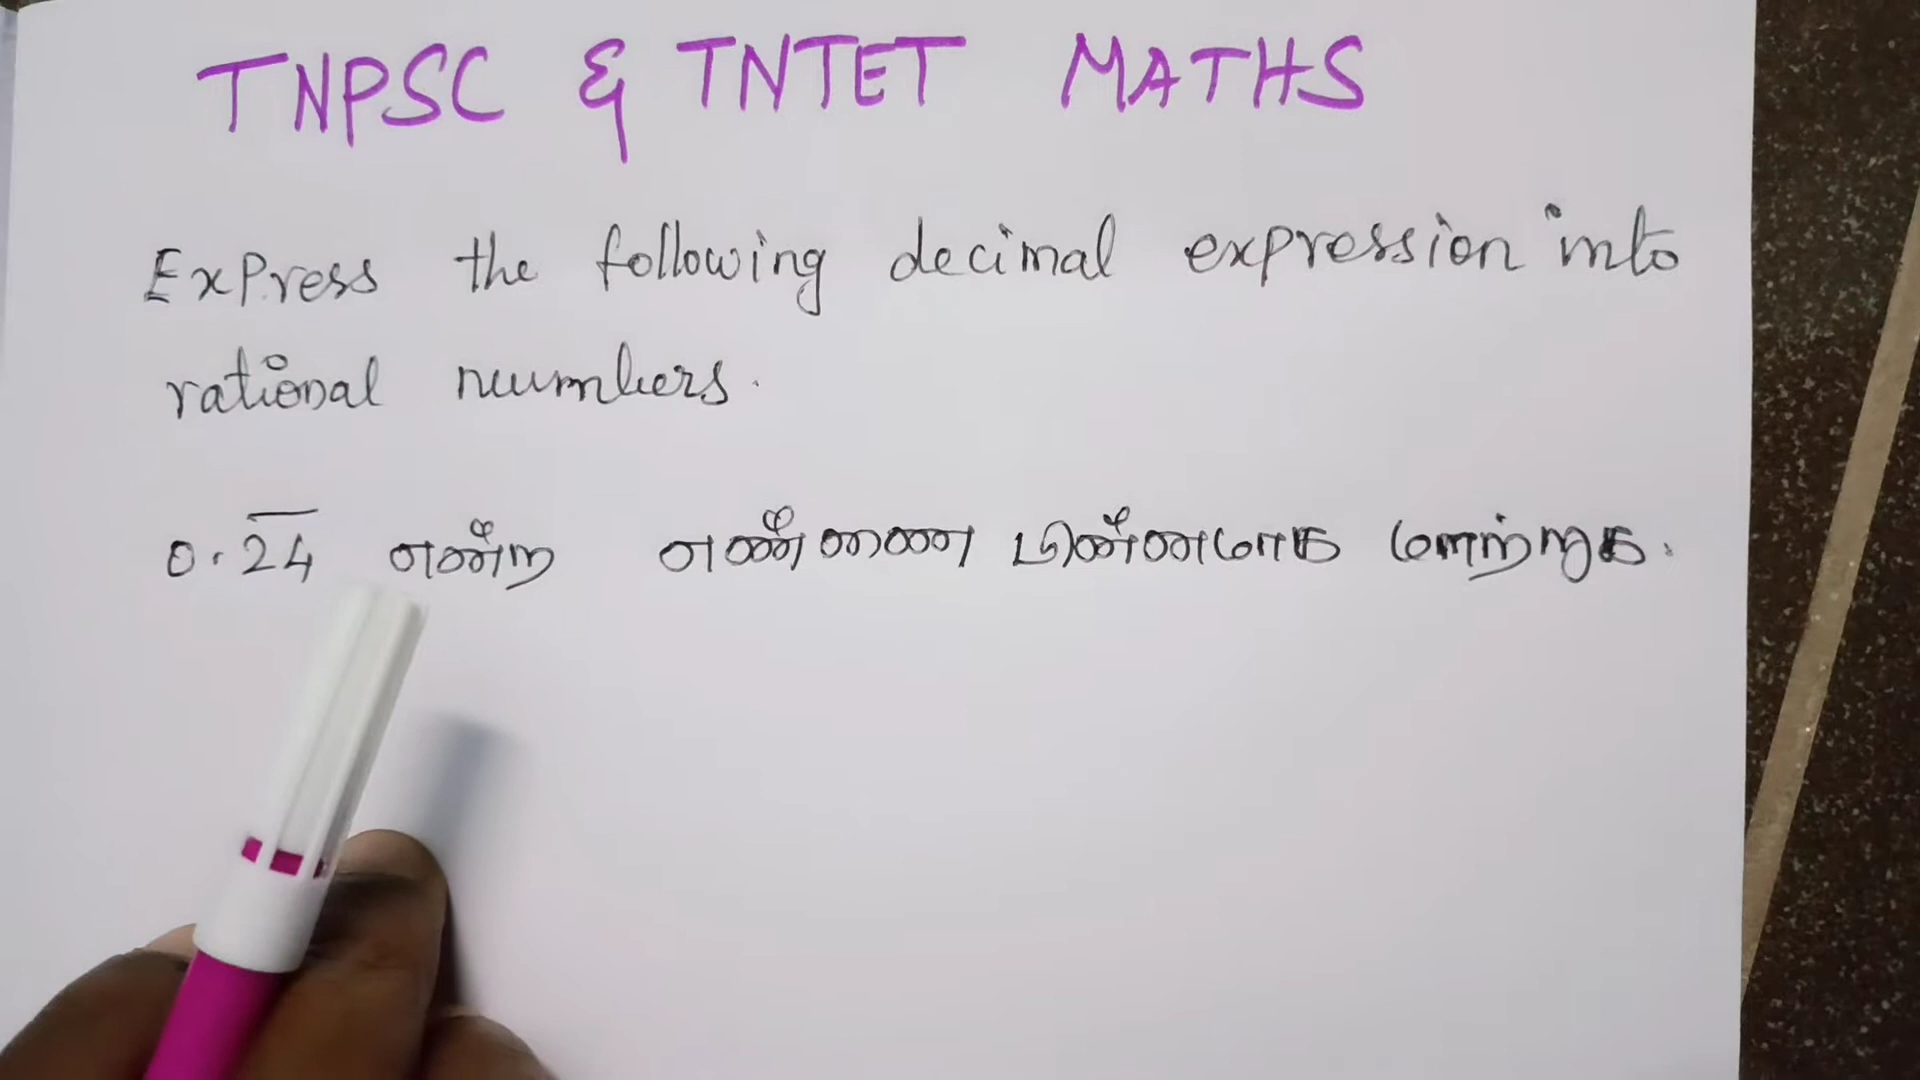 TNPSC & TNTET MATHS
Express the following decimal expression into
rational numbers.
0.2̅4̅ என்ற எண்ணை பின்னமாக மாற்றுக.